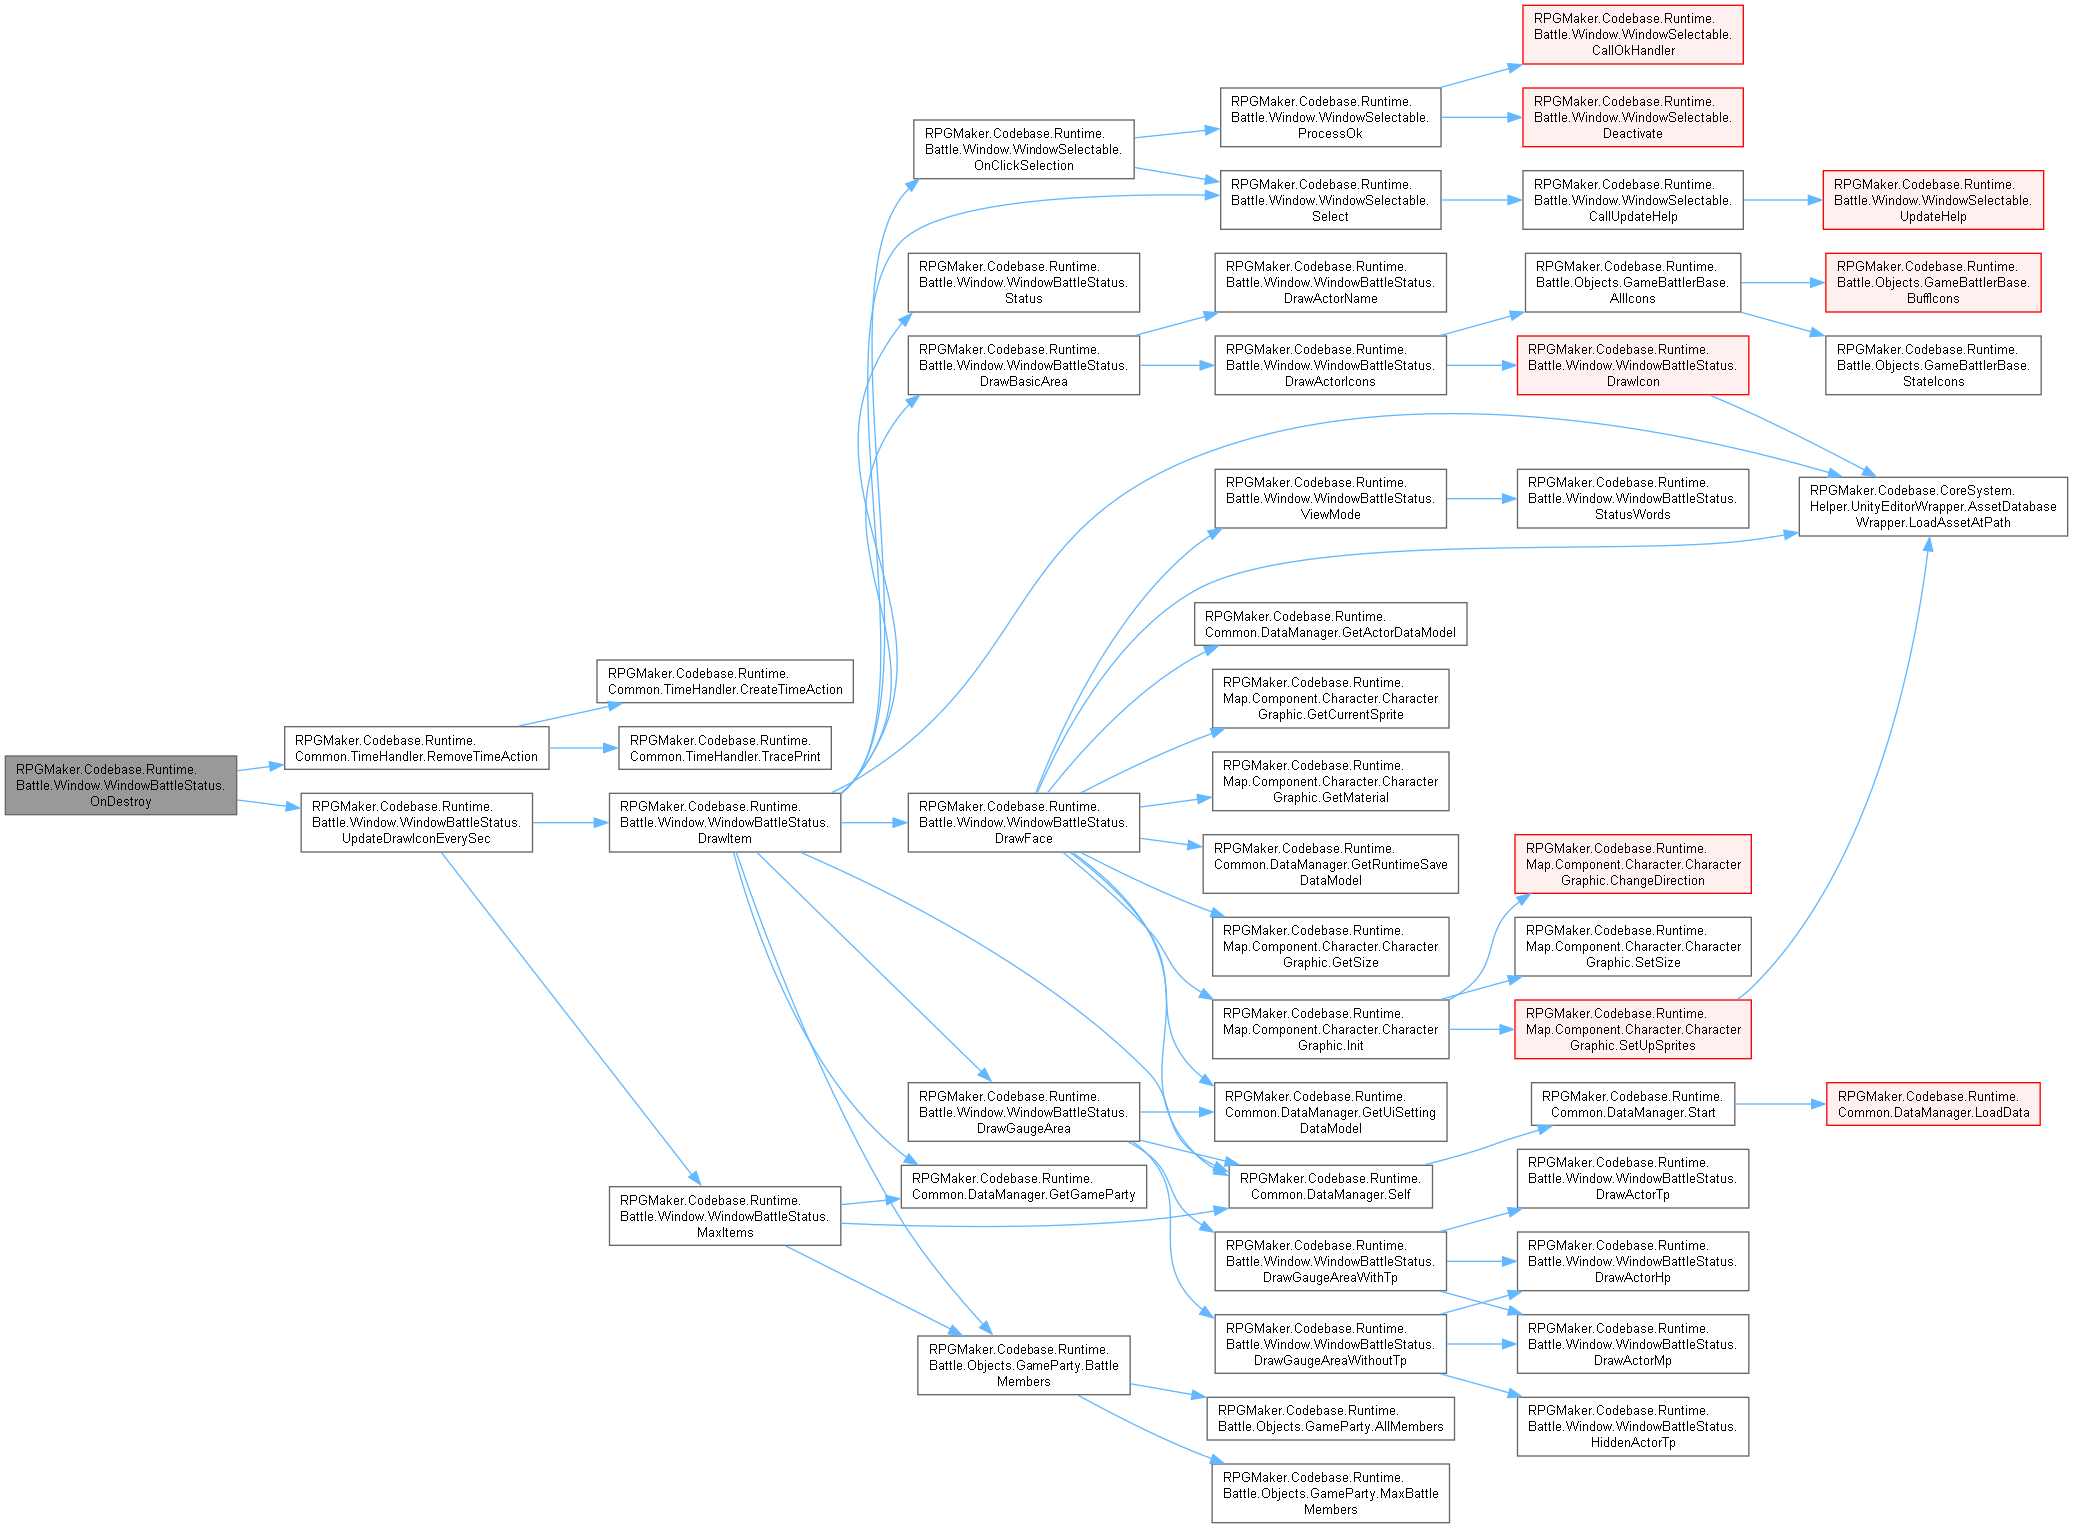 RPGMaker.Codebase.Runtime.
Battle.Window.WindowBattleStatus.
OnDestroy
RPGMaker.Codebase.Runtime.
Common.TimeHandler.RemoveTimeAction
RPGMaker.Codebase.Runtime.
Battle.Window.WindowBattleStatus.
UpdateDrawIconEverySec
RPGMaker.Codebase.Runtime.
Common.TimeHandler.CreateTimeAction
RPGMaker.Codebase.Runtime.
Common.TimeHandler.TracePrint
RPGMaker.Codebase.Runtime.
Battle.Window.WindowBattleStatus.
DrawItem
RPGMaker.Codebase.Runtime.
Battle.Window.WindowBattleStatus.
MaxItems
RPGMaker.Codebase.Runtime.
Battle.Window.WindowSelectable.
OnClickSelection
RPGMaker.Codebase.Runtime.
Battle.Window.WindowBattleStatus.
Status
RPGMaker.Codebase.Runtime.
Battle.Window.WindowBattleStatus.
DrawBasicArea
RPGMaker.Codebase.Runtime.
Battle.Window.WindowBattleStatus.
DrawFace
RPGMaker.Codebase.Runtime.
Battle.Window.WindowBattleStatus.
DrawGaugeArea
RPGMaker.Codebase.Runtime.
Common.DataManager.GetGameParty
RPGMaker.Codebase.Runtime.
Battle.Objects.GameParty.Battle
Members
RPGMaker.Codebase.Runtime.
Battle.Window.WindowSelectable.
ProcessOk
RPGMaker.Codebase.Runtime.
Battle.Window.WindowSelectable.
Select
RPGMaker.Codebase.Runtime.
Battle.Window.WindowBattleStatus.
DrawActorName
RPGMaker.Codebase.Runtime.
Battle.Window.WindowBattleStatus.
DrawActorIcons
RPGMaker.Codebase.Runtime.
Battle.Window.WindowBattleStatus.
ViewMode
RPGMaker.Codebase.Runtime.
Common.DataManager.GetActorDataModel
RPGMaker.Codebase.Runtime.
Map.Component.Character.Character
Graphic.GetCurrentSprite
RPGMaker.Codebase.Runtime.
Map.Component.Character.Character
Graphic.GetMaterial
RPGMaker.Codebase.Runtime.
Common.DataManager.GetRuntimeSave
DataModel
RPGMaker.Codebase.Runtime.
Map.Component.Character.Character
Graphic.GetSize
RPGMaker.Codebase.Runtime.
Map.Component.Character.Character
Graphic.Init
RPGMaker.Codebase.Runtime.
Common.DataManager.GetUiSetting
DataModel
RPGMaker.Codebase.Runtime.
Common.DataManager.Self
RPGMaker.Codebase.Runtime.
Battle.Window.WindowBattleStatus.
DrawGaugeAreaWithTp
RPGMaker.Codebase.Runtime.
Battle.Window.WindowBattleStatus.
DrawGaugeAreaWithoutTp
RPGMaker.Codebase.Runtime.
Battle.Objects.GameParty.AllMembers
RPGMaker.Codebase.Runtime.
Battle.Objects.GameParty.MaxBattle
Members
RPGMaker.Codebase.Runtime.
Battle.Window.WindowSelectable.
CallOkHandler
RPGMaker.Codebase.Runtime.
Battle.Window.WindowSelectable.
Deactivate
RPGMaker.Codebase.Runtime.
Battle.Window.WindowSelectable.
CallUpdateHelp
RPGMaker.Codebase.Runtime.
Battle.Objects.GameBattlerBase.
AllIcons
RPGMaker.Codebase.Runtime.
Battle.Window.WindowBattleStatus.
DrawIcon
RPGMaker.Codebase.Runtime.
Battle.Window.WindowBattleStatus.
StatusWords
RPGMaker.Codebase.Runtime.
Map.Component.Character.Character
Graphic.ChangeDirection
RPGMaker.Codebase.Runtime.
Map.Component.Character.Character
Graphic.SetSize
RPGMaker.Codebase.Runtime.
Map.Component.Character.Character
Graphic.SetUpSprites
RPGMaker.Codebase.Runtime.
Common.DataManager.Start
RPGMaker.Codebase.Runtime.
Battle.Window.WindowBattleStatus.
DrawActorTp
RPGMaker.Codebase.Runtime.
Battle.Window.WindowBattleStatus.
DrawActorHp
RPGMaker.Codebase.Runtime.
Battle.Window.WindowBattleStatus.
DrawActorMp
RPGMaker.Codebase.Runtime.
Battle.Window.WindowBattleStatus.
HiddenActorTp
RPGMaker.Codebase.Runtime.
Battle.Window.WindowSelectable.
UpdateHelp
RPGMaker.Codebase.Runtime.
Battle.Objects.GameBattlerBase.
BuffIcons
RPGMaker.Codebase.Runtime.
Battle.Objects.GameBattlerBase.
StateIcons
RPGMaker.Codebase.CoreSystem.
Helper.UnityEditorWrapper.AssetDatabase
Wrapper.LoadAssetAtPath
RPGMaker.Codebase.Runtime.
Common.DataManager.LoadData